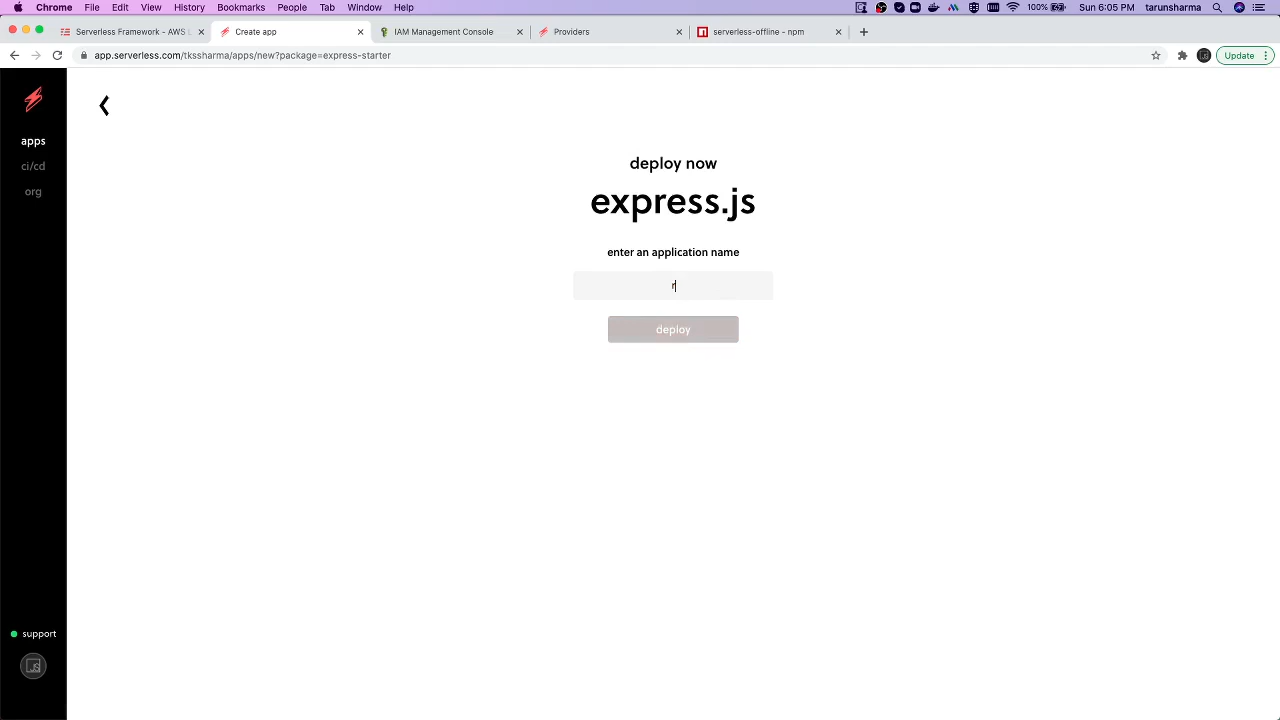 Chrome File Edit View History Bookmarks People Tab Window Help 100% Sun 6:05 PM tarunsharma
Serverless Framework - AWS L Create app IAM Management Console Providers serverless-offline - npm
app.serverless.com/tkssharma/apps/new?package=express-starter Update
apps
ci/cd
org
deploy now
express.js
enter an application name
r
deploy
support
JS